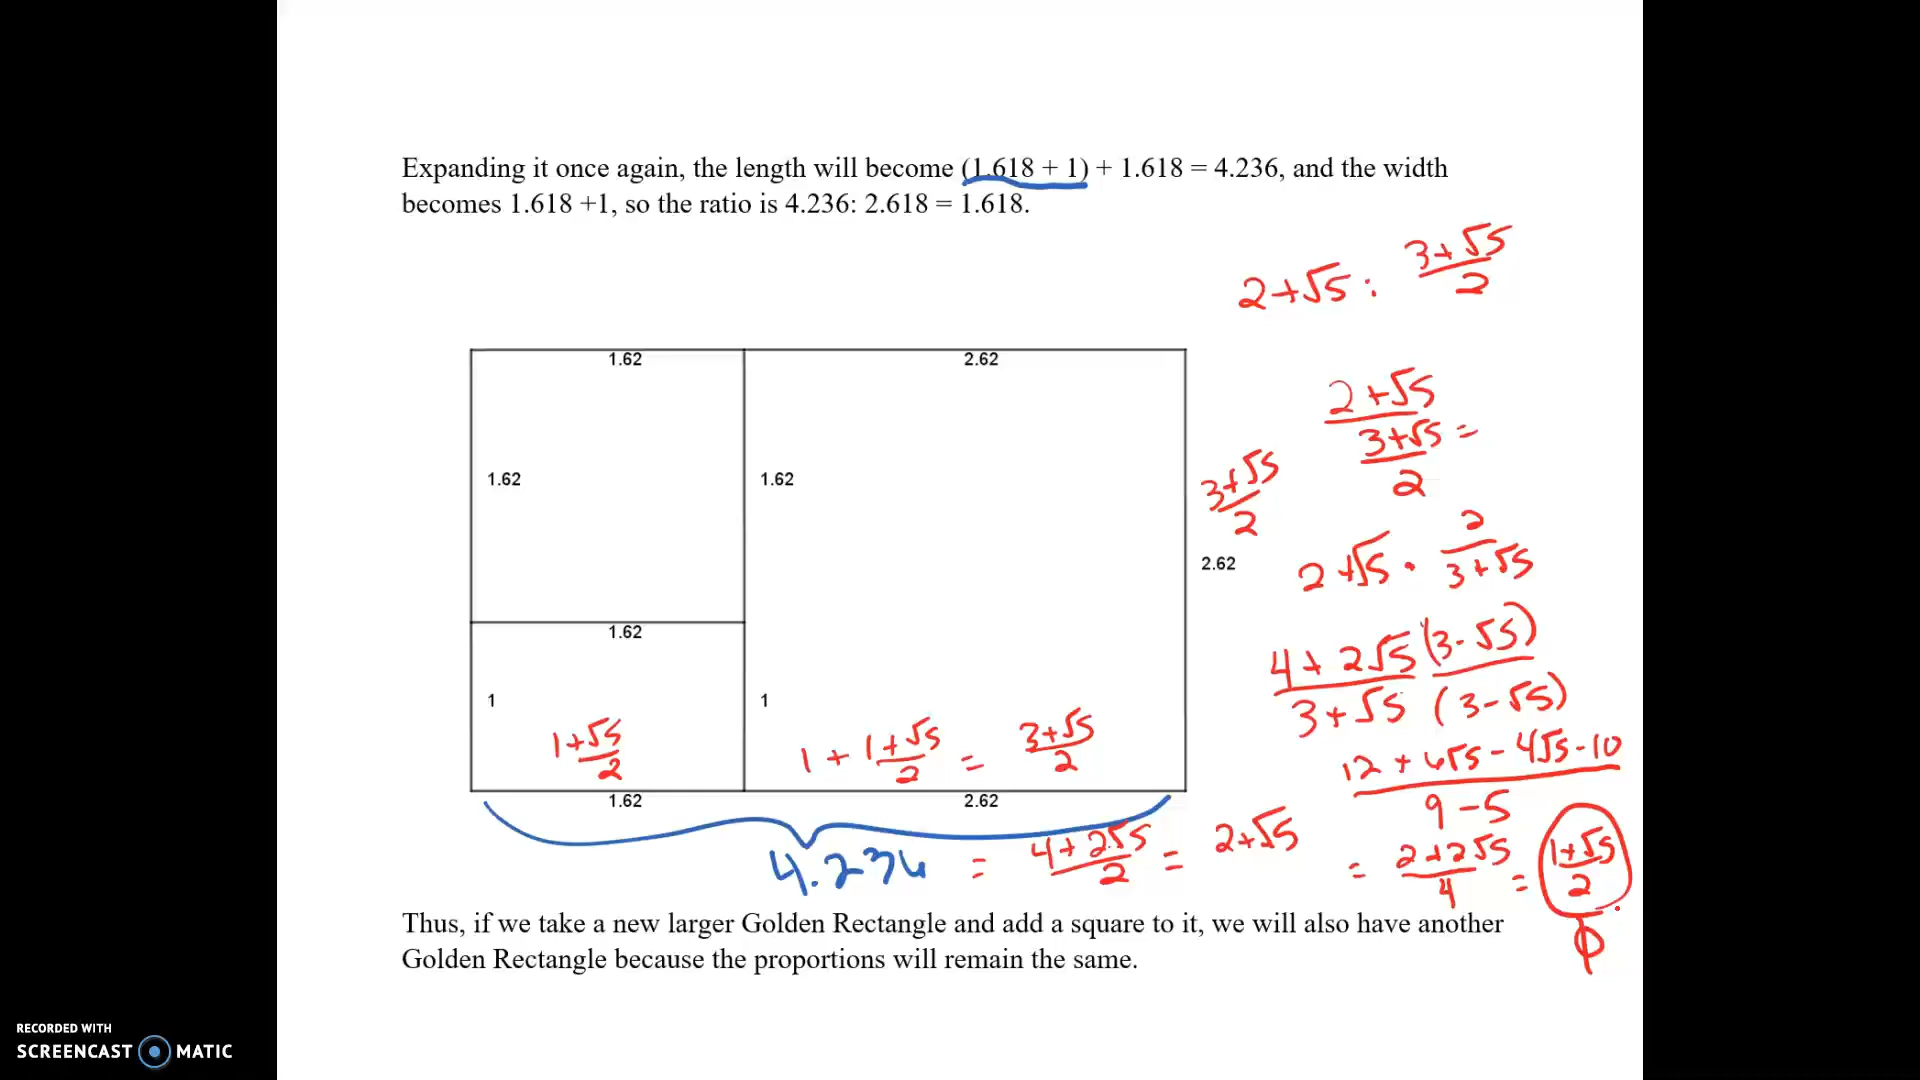 Expanding it once again, the length will become (1.618 + 1) + 1.618 = 4.236, and the width
becomes 1.618 +1, so the ratio is 4.236: 2.618 = 1.618.
2+√5 : (3+√5)/2
1.62 2.62
(2+√5)/((3+√5)/2) =
1.62 1.62
(3+√5)/2
2.62
2+√5 · 2/(3+√5)
1.62
(4+2√5)/(3+√5) (3-√5)/(3-√5)
1 1
(1+√5)/2
1 + (1+√5)/2 = (3+√5)/2
(12+6√5-4√5-10)/(9-5)
1.62 2.62
4.236 = (4+2√5)/2 = 2+√5
= (2+2√5)/4 = (1+√5)/2
Thus, if we take a new larger Golden Rectangle and add a square to it, we will also have another
ϕ
Golden Rectangle because the proportions will remain the same.
RECORDED WITH
SCREENCAST MATIC